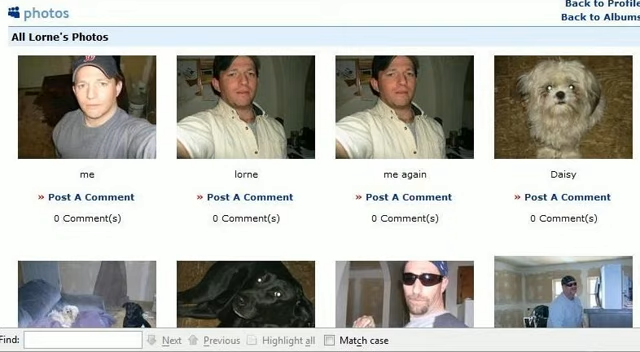 photos
Back to Profile
Back to Albums
All Lorne's Photos
me
lorne
me again
Daisy
» Post A Comment
» Post A Comment
» Post A Comment
» Post A Comment
0 Comment(s)
0 Comment(s)
0 Comment(s)
0 Comment(s)
Find: Next Previous Highlight all Match case